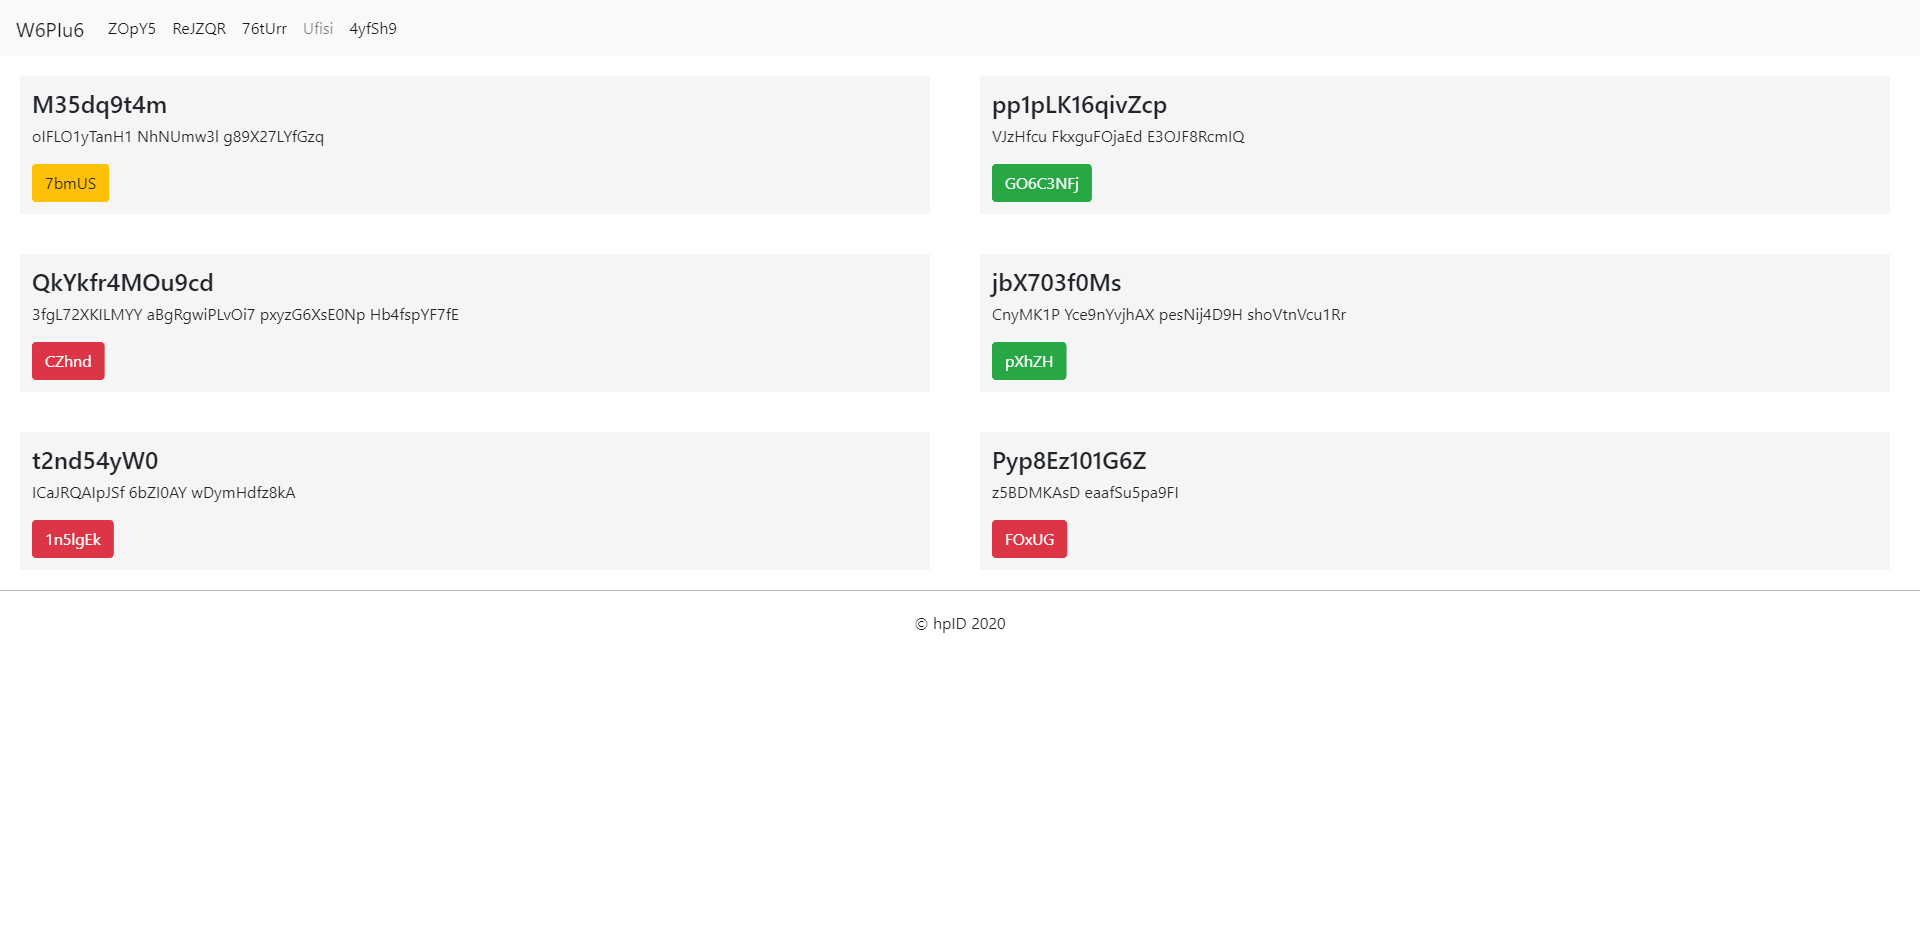 W6PIu6 ZOpY5 ReJZQR 76tUrr Ufisi 4yfSh9
M35dq9t4m
oIFLO1yTanH1 NhNUmw3l g89X27LYfGzq
7bmUS
pp1pLK16qivZcp
VJzHfcu FkxguFOjaEd E3OJF8RcmIQ
GO6C3NFj
QkYkfr4MOu9cd
3fgL72XKILMYY aBgRgwiPLvOi7 pxyzG6XsE0Np Hb4fspYF7fE
CZhnd
jbX703f0Ms
CnyMK1P Yce9nYvjhAX pesNij4D9H shoVtnVcu1Rr
pXhZH
t2nd54yW0
ICaJRQAIpJSf 6bZI0AY wDymHdfz8kA
1n5lgEk
Pyp8Ez101G6Z
z5BDMKAsD eaafSu5pa9FI
FOxUG
© hpID 2020